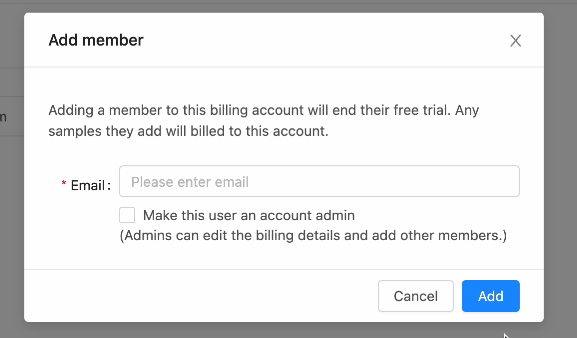 Add member
Adding a member to this billing account will end their free trial. Any
samples they add will billed to this account.
* Email:
Please enter email
Make this user an account admin
(Admins can edit the billing details and add other members.)
Cancel
Add